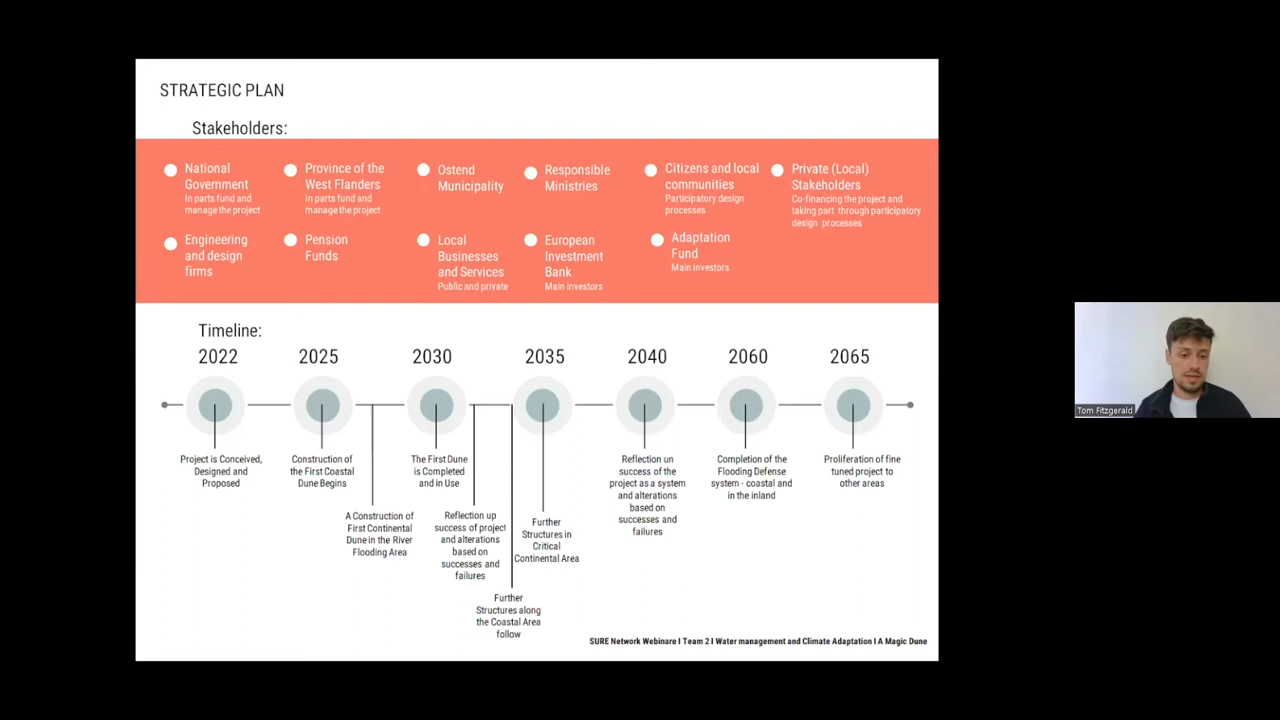 STRATEGIC PLAN
Stakeholders:
National
Government
In parts fund and
manage the project
Province of the
West Flanders
In parts fund and
manage the project
Ostend
Municipality
Responsible
Ministries
Citizens and local
communities
Participatory design
processes
Private (Local)
Stakeholders
Co-financing the project and
taking part through participatory
design processes
Engineering
and design
firms
Pension
Funds
Local
Businesses
and Services
Public and private
European
Investment
Bank
Main investors
Adaptation
Fund
Main investors
Timeline:
2022
2025
2030
2035
2040
2060
2065
Project is Conceived,
Designed and
Proposed
Construction of
the First Coastal
Dune Begins
A Construction of
First Continental
Dune in the River
Flooding Area
The First Dune
is Completed
and in Use
Reflection up
success of project
and alterations
based on
successes and
failures
Further
Structures along
the Coastal Area
follow
Further
Structures in
Critical
Continental Area
Reflection un
success of the
project as a system
and alterations
based on
successes and
failures
Completion of the
Flooding Defense
system - coastal and
in the inland
Proliferation of fine
tuned project to
other areas
SURE Network Webinare I Team 2 I Water management and Climate Adaptation I A Magic Dune
Tom Fitzgerald